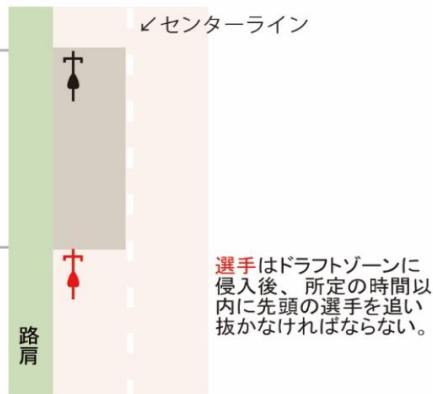 ↙センターライン
選手はドラフトゾーンに
侵入後、所定の時間以
内に先頭の選手を追い
抜かなければならない。
路肩